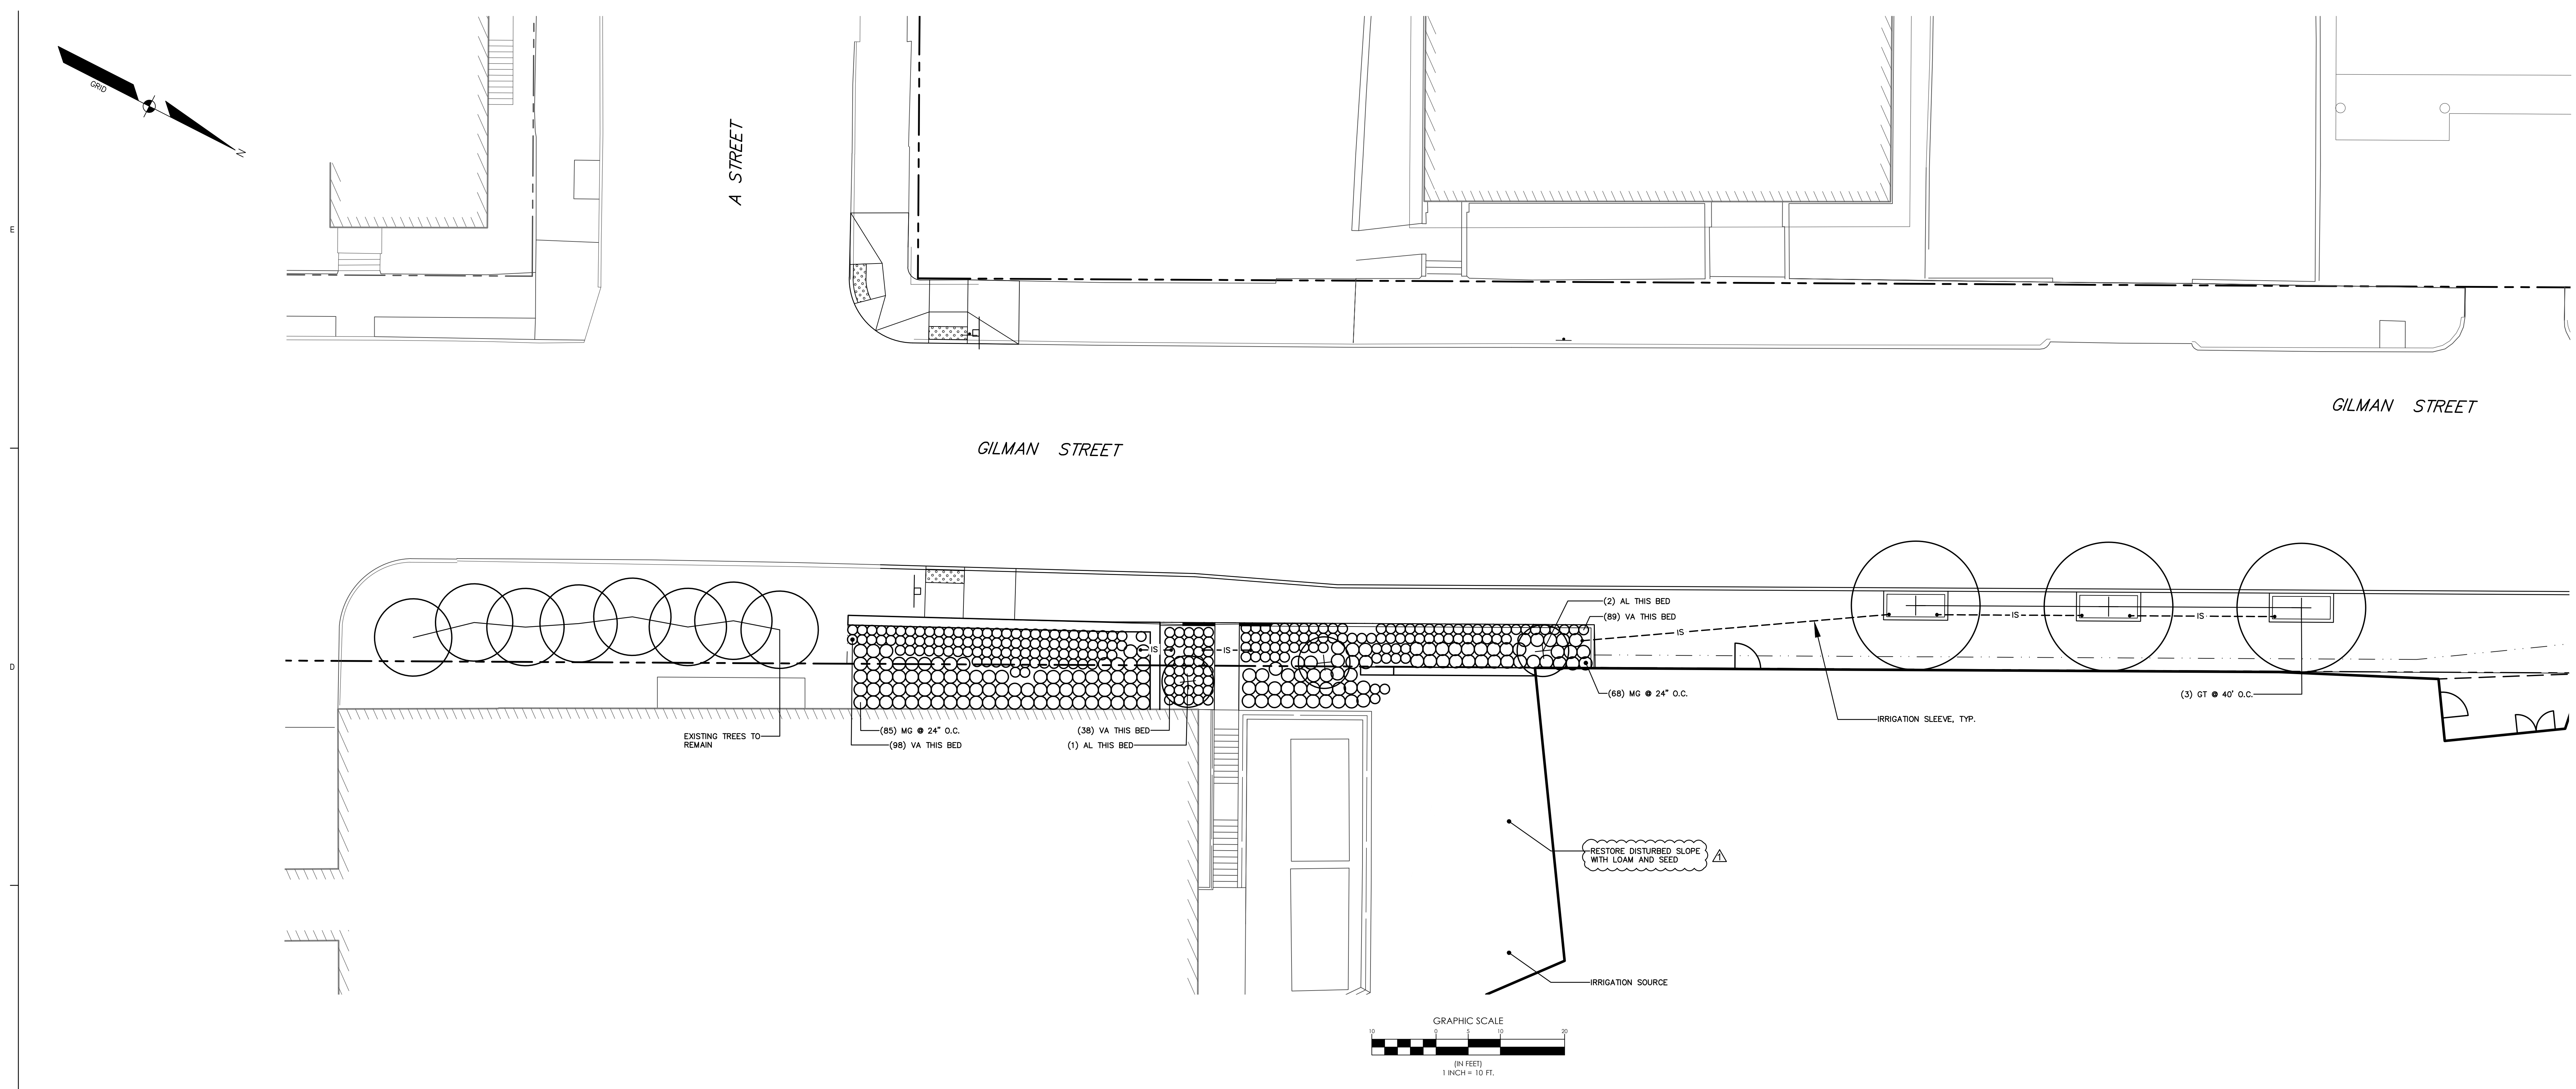 GRID
N
A STREET
E
GILMAN STREET
GILMAN STREET
(2) AL THIS BED
(89) VA THIS BED
IS
IS
IS
IS
IS
D
(68) MG @ 24" O.C.
(3) GT @ 40' O.C.
IRRIGATION SLEEVE, TYP.
EXISTING TREES TO
REMAIN
(85) MG @ 24" O.C.
(98) VA THIS BED
(38) VA THIS BED
(1) AL THIS BED
RESTORE DISTURBED SLOPE
WITH LOAM AND SEED
1
IRRIGATION SOURCE
GRAPHIC SCALE
10 0 5 10 20
(IN FEET)
1 INCH = 10 FT.